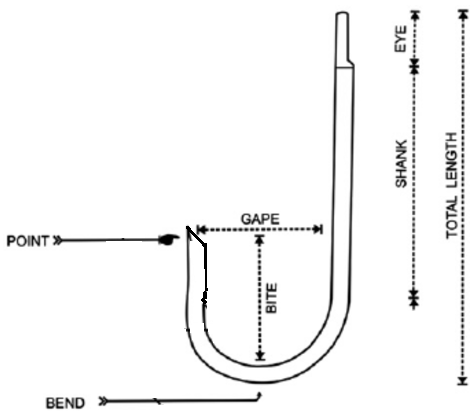 EYE
SHANK
TOTAL LENGTH
GAPE
POINT
BITE
BEND